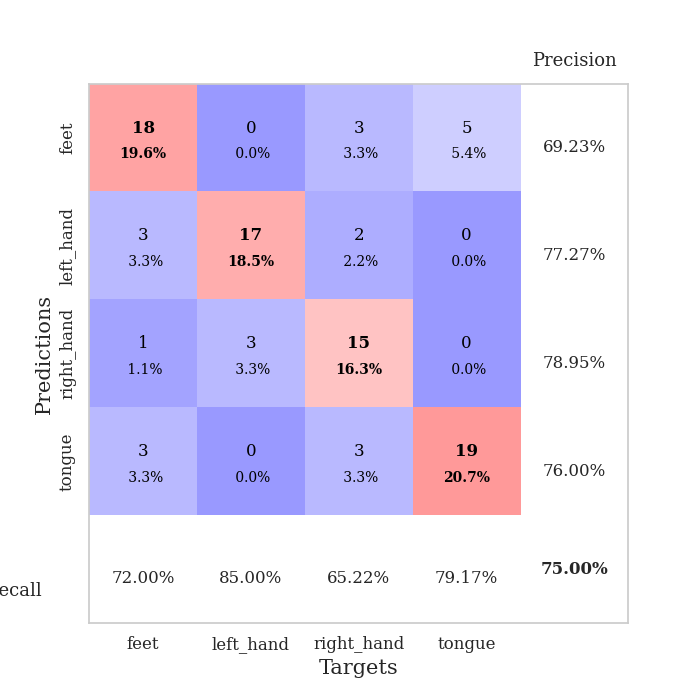 Precision
feet 18 0 3 5 69.23%
19.6% 0.0% 3.3% 5.4%
left_hand 3 17 2 0 77.27%
3.3% 18.5% 2.2% 0.0%
Predictions
right_hand 1 3 15 0 78.95%
1.1% 3.3% 16.3% 0.0%
tongue 3 0 3 19 76.00%
3.3% 0.0% 3.3% 20.7%
ecall 72.00% 85.00% 65.22% 79.17% 75.00%
feet left_hand right_hand tongue
Targets